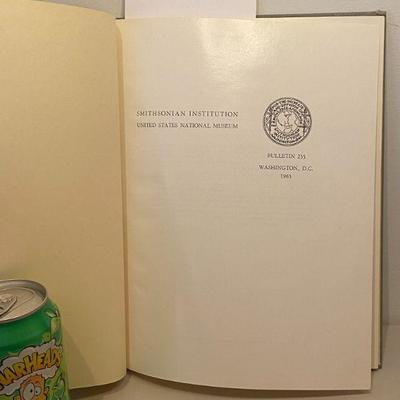 SMITHSONIAN INSTITUTION
UNITED STATES NATIONAL MUSEUM
BULLETIN 235
WASHINGTON, D.C.
1963
WARHEADS